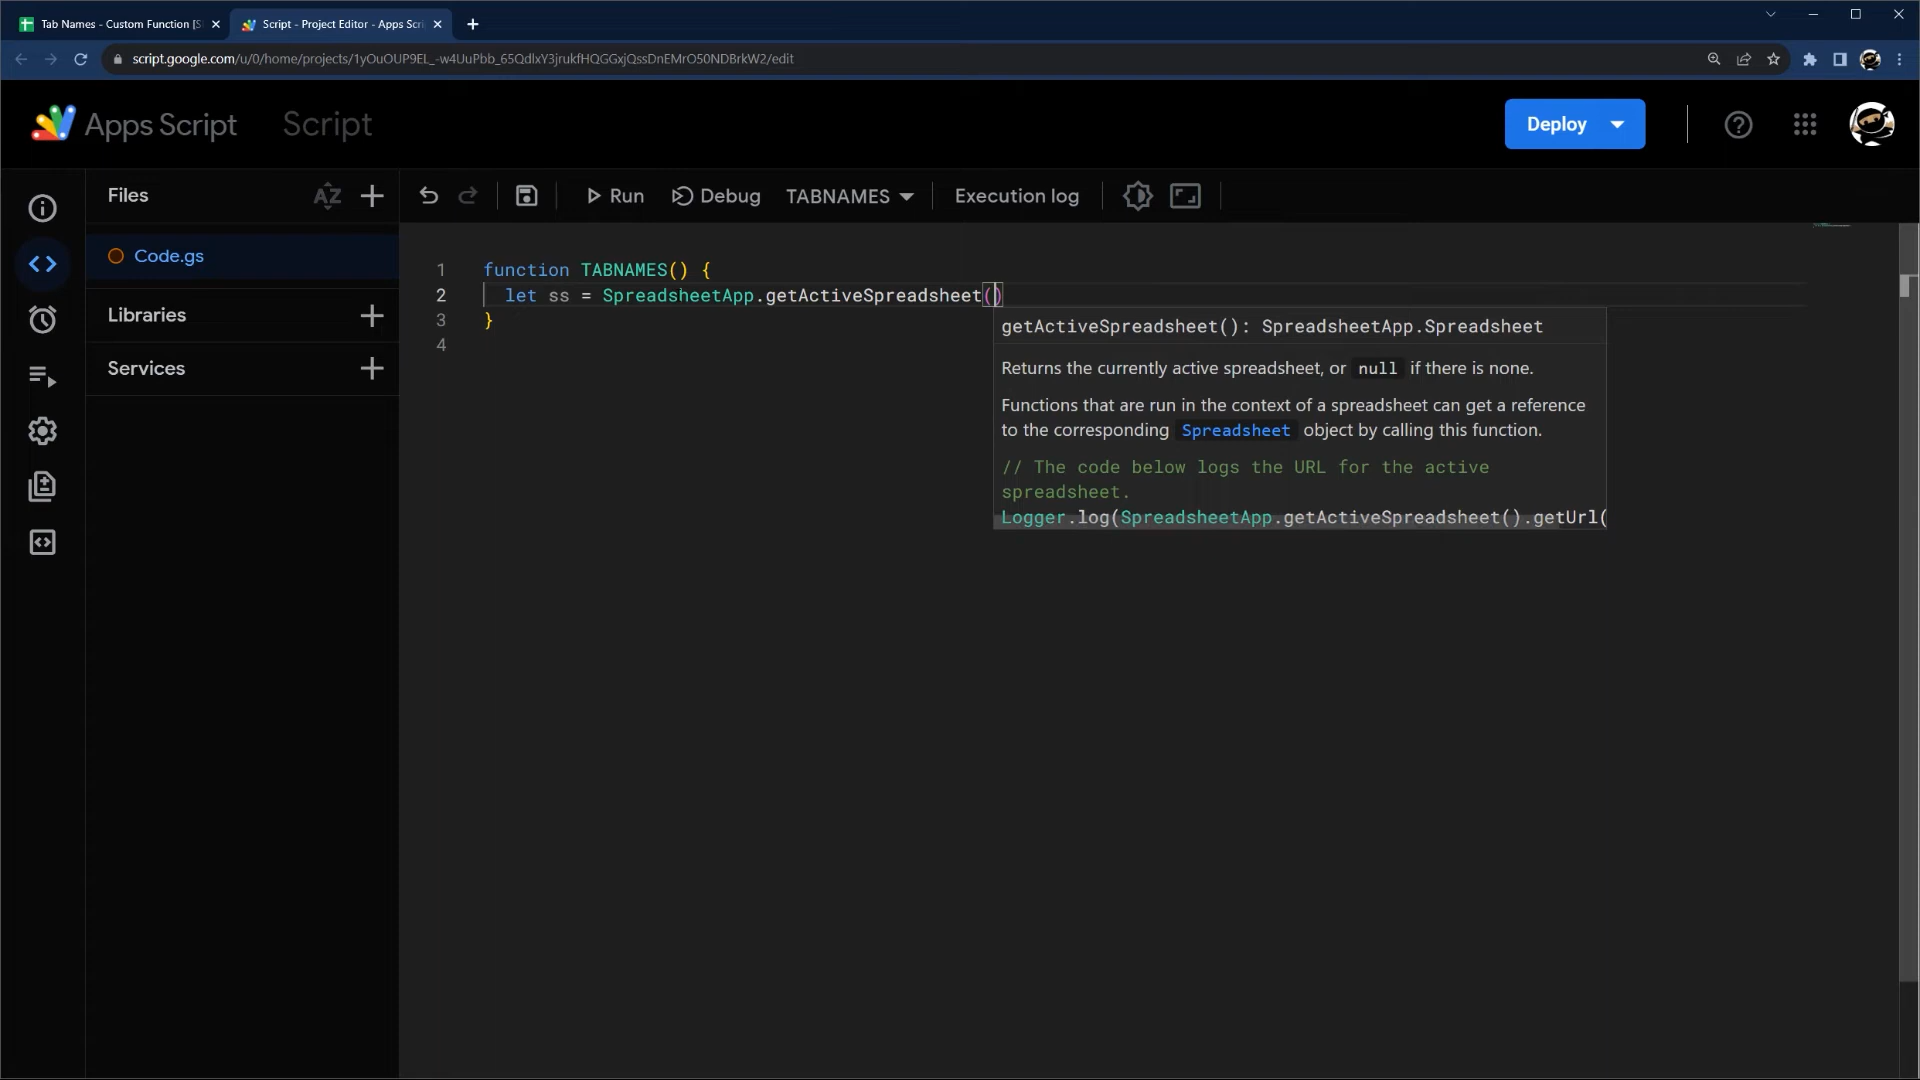 Tab Names - Custom Function [S
Script - Project Editor - Apps Scri
script.google.com/u/0/home/projects/1yOuOUP9EL_-w4UuPbb_65QdlxY3jrukfHQGGxjQssDnEMrO50NDBrkW2/edit
Apps Script Script
Deploy
Files
AZ
Run Debug TABNAMES Execution log
Code.gs
Libraries
Services
1 function TABNAMES() {
2 let ss = SpreadsheetApp.getActiveSpreadsheet()
3 }
4
getActiveSpreadsheet(): SpreadsheetApp.Spreadsheet
Returns the currently active spreadsheet, or null if there is none.
Functions that are run in the context of a spreadsheet can get a reference
to the corresponding Spreadsheet object by calling this function.
// The code below logs the URL for the active
spreadsheet.
Logger.log(SpreadsheetApp.getActiveSpreadsheet().getUrl(